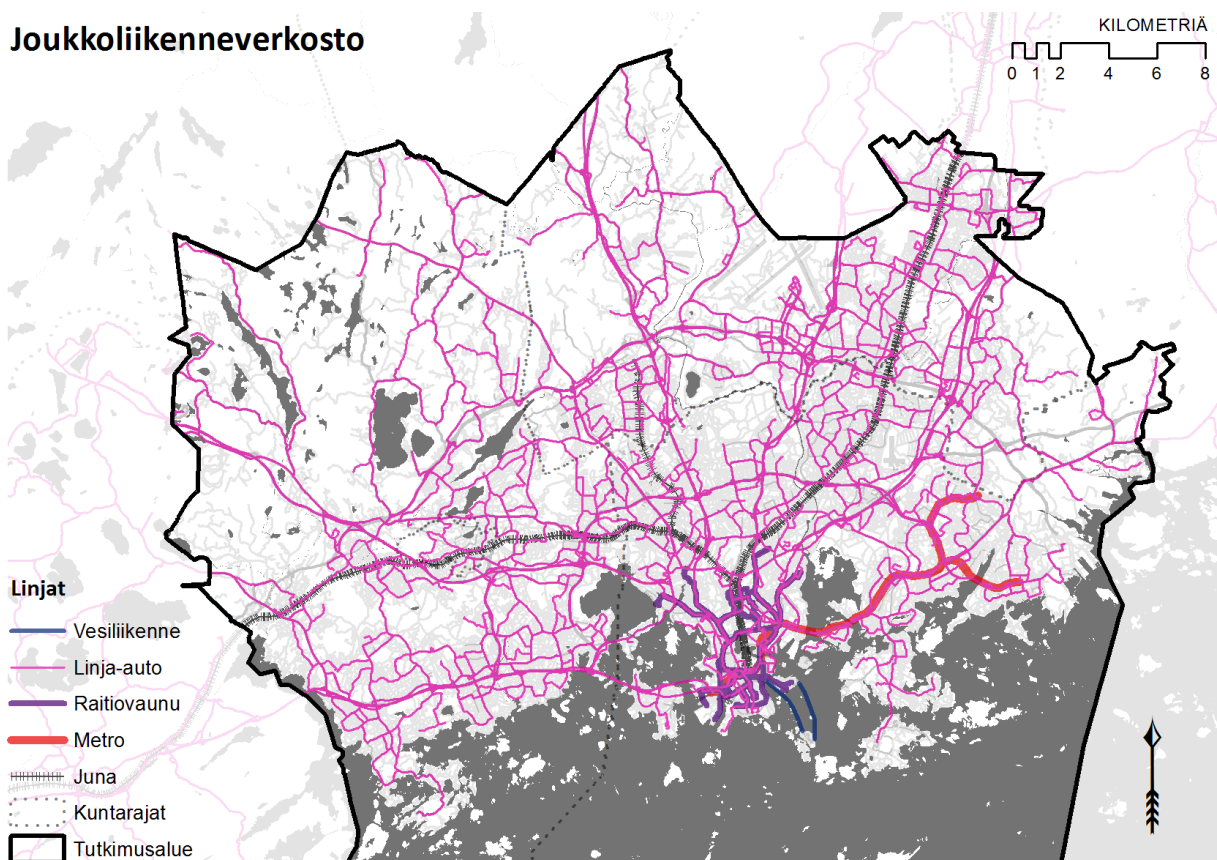 Joukkoliikenneverkosto
KILOMETRIÄ
0 1 2 4 6 8
Linjat
Vesiliikenne
Linja-auto
Raitiovaunu
Metro
Juna
Kuntarajat
Tutkimusalue